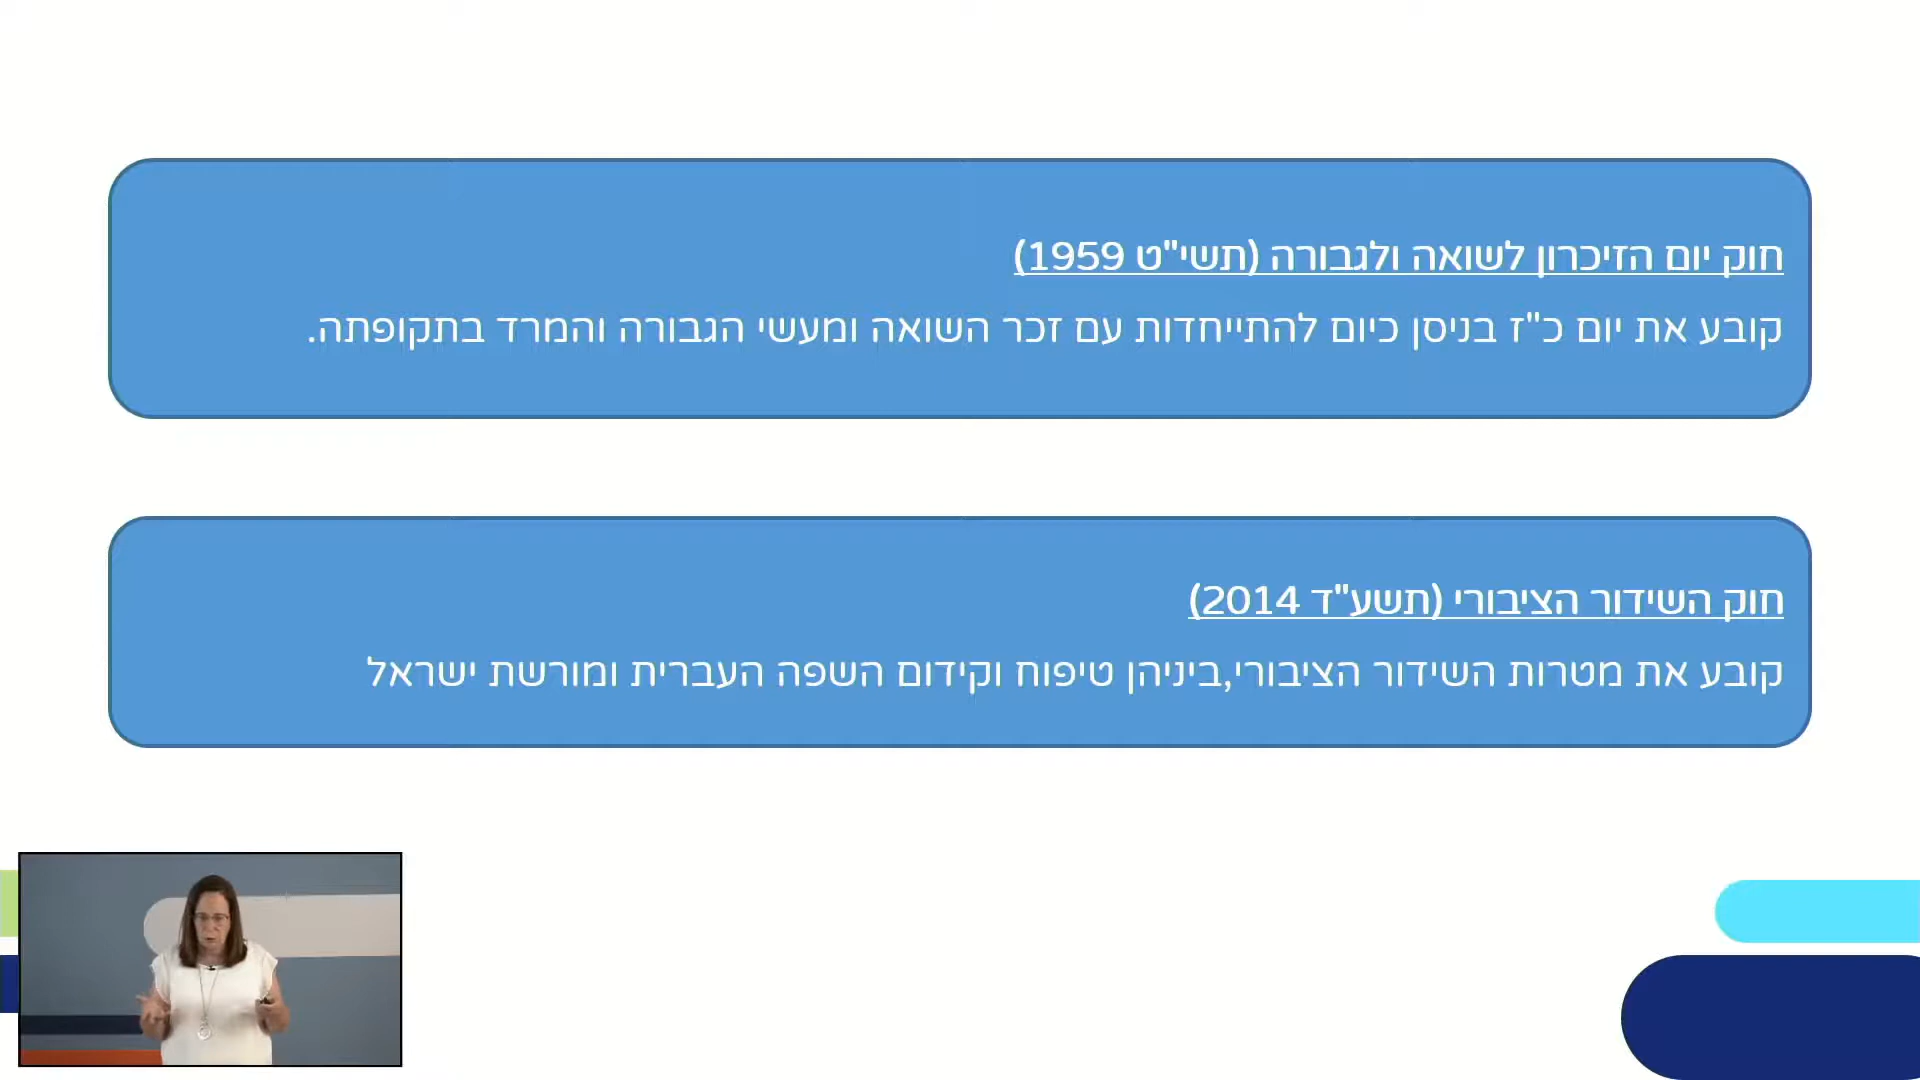 חוק יום הזיכרון לשואה ולגבורה (תשי"ט 1959)
קובע את יום כ"ז בניסן כיום להתייחדות עם זכר השואה ומעשי הגבורה והמרד בתקופתה.
חוק השידור הציבורי (תשע"ד 2014)
קובע את מטרות השידור הציבורי,ביניהן טיפוח וקידום השפה העברית ומורשת ישראל